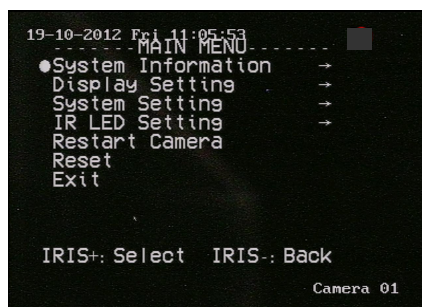 19-10-2012 Fri 11:05:53
-------MAIN MENU-------
●System Information →
Display Setting →
System Setting →
IR LED Setting →
Restart Camera
Reset
Exit
IRIS+: Select IRIS-: Back
Camera 01